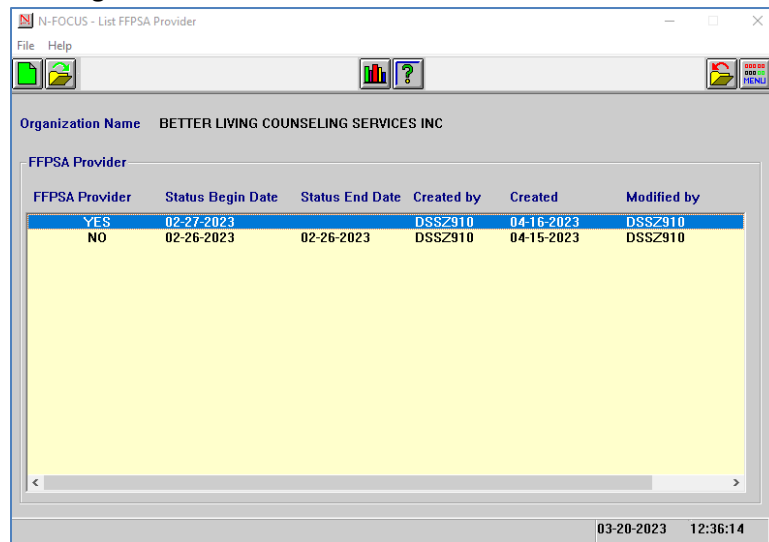 N-FOCUS - List FFPSA Provider
File Help
MENU
Organization Name BETTER LIVING COUNSELING SERVICES INC
FFPSA Provider
FFPSA Provider Status Begin Date Status End Date Created by Created Modified by
YES 02-27-2023 DSSZ910 04-16-2023 DSSZ910
NO 02-26-2023 02-26-2023 DSSZ910 04-15-2023 DSSZ910
03-20-2023 12:36:14